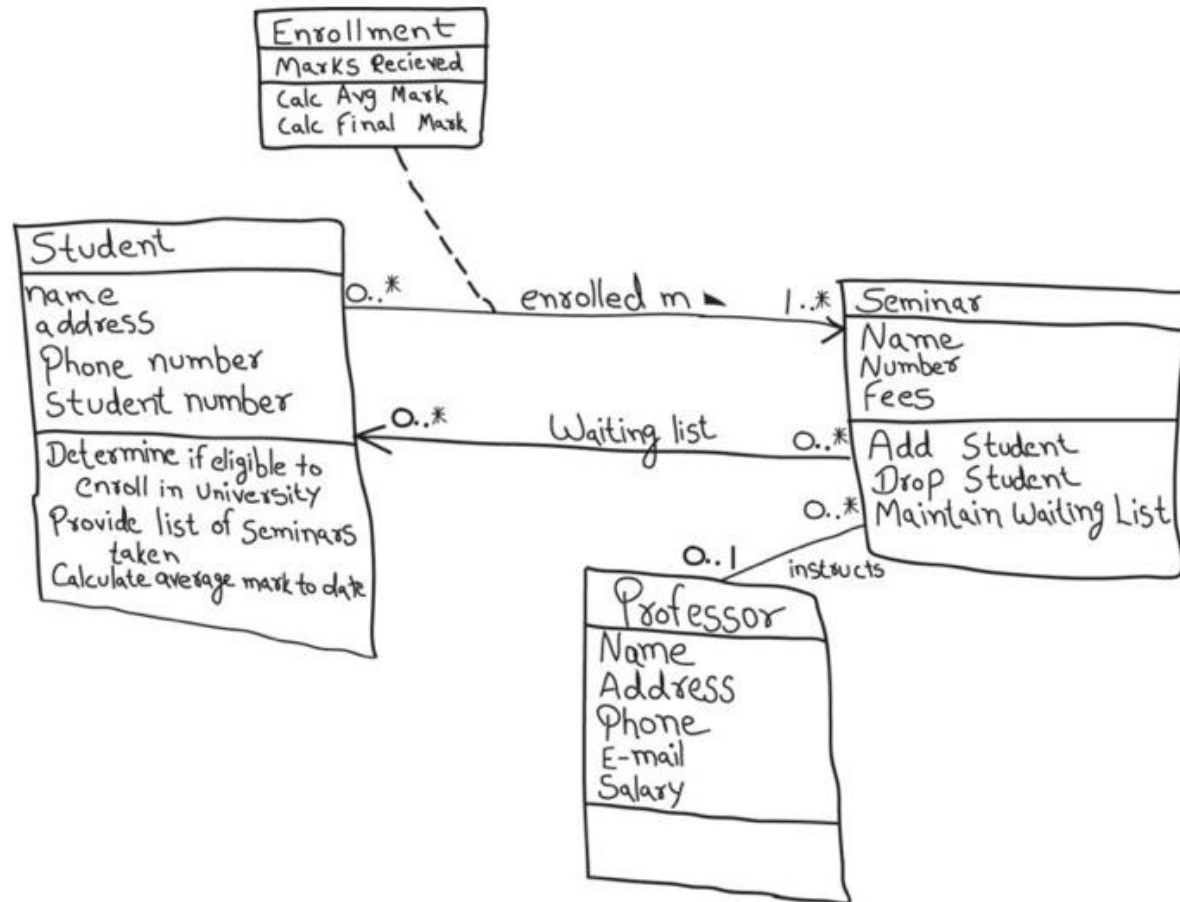 Enrollment
Marks Recieved
Calc Avg Mark
Calc Final Mark
Student
name
address
Phone number
Student number
Determine if eligible to
enroll in University
Provide list of Seminars
taken
Calculate average mark to date
0..*
enrolled m
1..*
0..*
Waiting list
0..*
Seminar
Name
Number
Fees
Add Student
Drop Student
Maintain Waiting List
0..*
0..1
instructs
Professor
Name
Address
Phone
E-mail
Salary